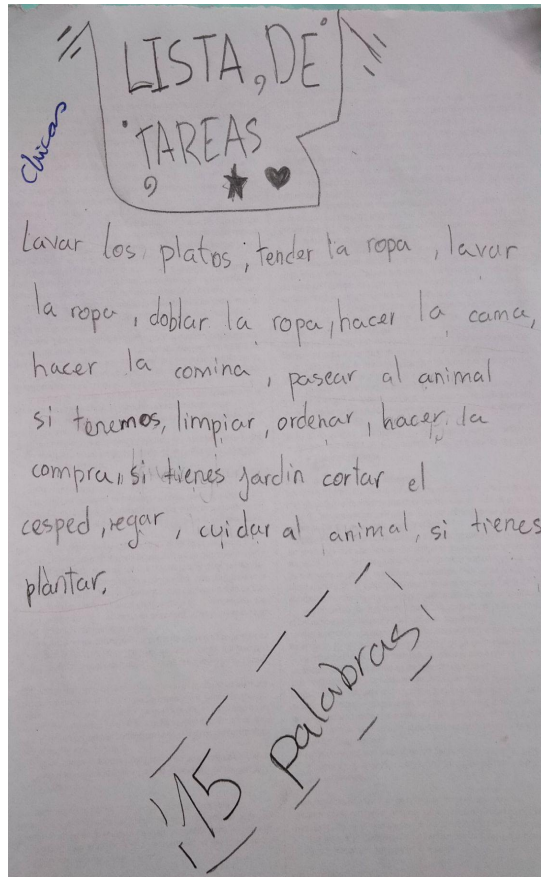 LISTA, DE
TAREAS
Chicas
Lavar los platos, tender la ropa, lavar
la ropa, doblar la ropa, hacer la cama,
hacer la comina, pasear al animal
si tenemos, limpiar, ordenar, hacer la
compra, si tienes jardin cortar el
cesped, regar, cuidar al animal, si tienes
plantar.
15 palabras